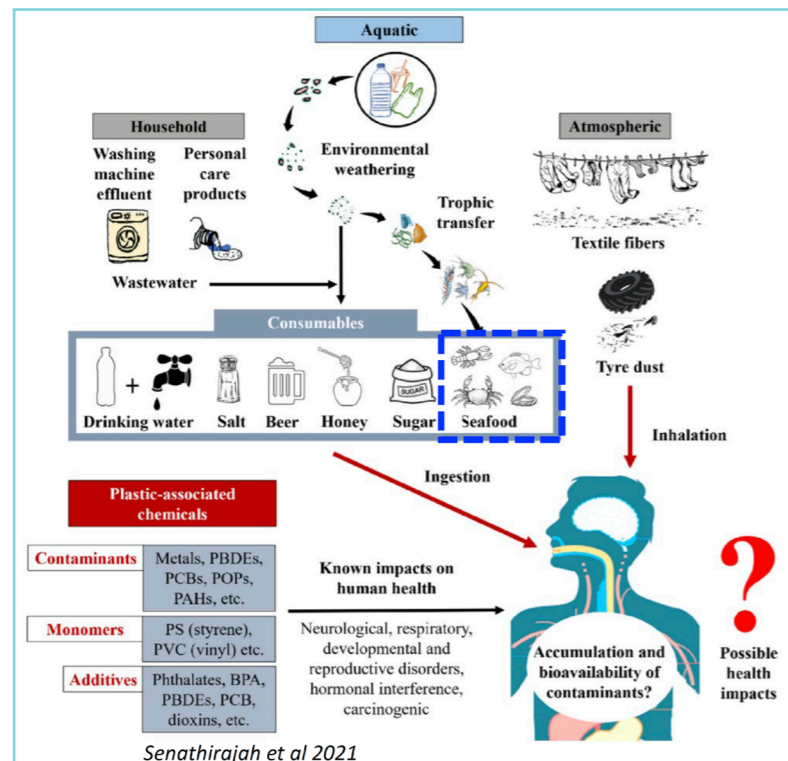 Aquatic
Household
Washing
machine
effluent
Personal
care
products
Wastewater
Environmental
weathering
Trophic
transfer
Atmospheric
Textile fibers
Tyre dust
Inhalation
Consumables
+
Drinking water
Salt
Beer
Honey
SUGAR
Sugar
Seafood
Ingestion
Plastic-associated
chemicals
Contaminants
Metals, PBDEs,
PCBs, POPs,
PAHs, etc.
Monomers
PS (styrene),
PVC (vinyl) etc.
Additives
Phthalates, BPA,
PBDEs, PCB,
dioxins, etc.
Known impacts on
human health
Neurological, respiratory,
developmental and
reproductive disorders,
hormonal interference,
carcinogenic
Accumulation and
bioavailability of
contaminants?
?
Possible
health
impacts
Senathirajah et al 2021